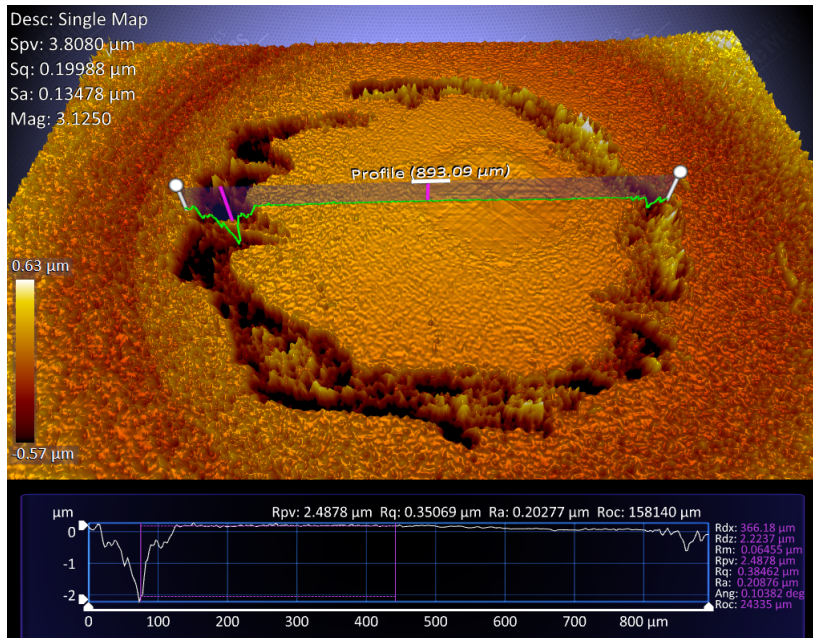 Desc: Single Map
Spv: 3.8080 µm
Sq: 0.19988 µm
Sa: 0.13478 µm
Mag: 3.1250
Profile (893.09 µm)
0.63 µm
-0.57 µm
µm
Rpv: 2.4878 µm Rq: 0.35069 µm Ra: 0.20277 µm Roc: 158140 µm
0
-1
-2
0 100 200 300 400 500 600 700 800 µm
Rdx: 366.18 µm
Rdz: 2.2237 µm
Rm: 0.06455 µm
Rpv: 2.4878 µm
Rq: 0.38462 µm
Ra: 0.20876 µm
Ang: 0.10382 deg
Roc: 24335 µm